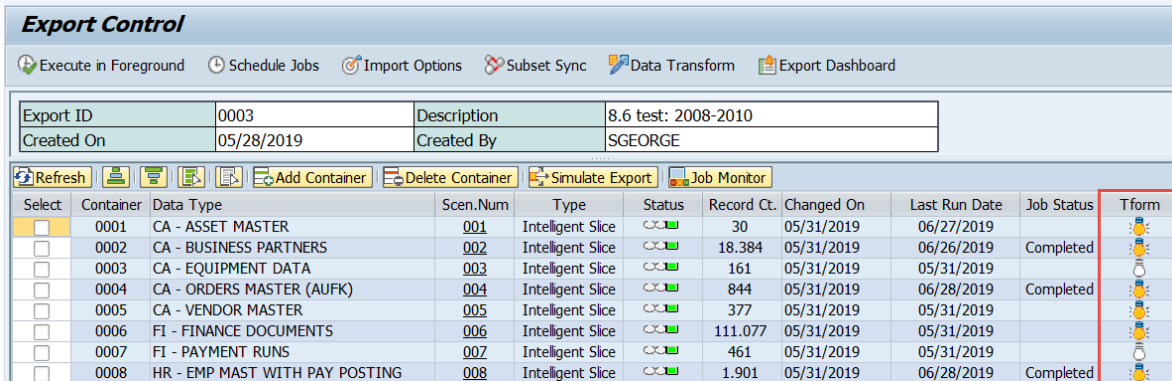 Export Control
Execute in Foreground Schedule Jobs Import Options Subset Sync Data Transform Export Dashboard
Export ID 0003 Description 8.6 test: 2008-2010
Created On 05/28/2019 Created By SGEORGE
Refresh Add Container Delete Container Simulate Export Job Monitor
Select Container Data Type Scen.Num Type Status Record Ct. Changed On Last Run Date Job Status Tform
0001 CA - ASSET MASTER 001 Intelligent Slice 30 05/31/2019 06/27/2019
0002 CA - BUSINESS PARTNERS 002 Intelligent Slice 18.384 05/31/2019 06/26/2019 Completed
0003 CA - EQUIPMENT DATA 003 Intelligent Slice 161 05/31/2019 05/31/2019
0004 CA - ORDERS MASTER (AUFK) 004 Intelligent Slice 844 05/31/2019 06/28/2019 Completed
0005 CA - VENDOR MASTER 005 Intelligent Slice 377 05/31/2019 05/31/2019
0006 FI - FINANCE DOCUMENTS 006 Intelligent Slice 111.077 05/31/2019 05/31/2019
0007 FI - PAYMENT RUNS 007 Intelligent Slice 461 05/31/2019 05/31/2019
0008 HR - EMP MAST WITH PAY POSTING 008 Intelligent Slice 1.901 05/31/2019 06/28/2019 Completed